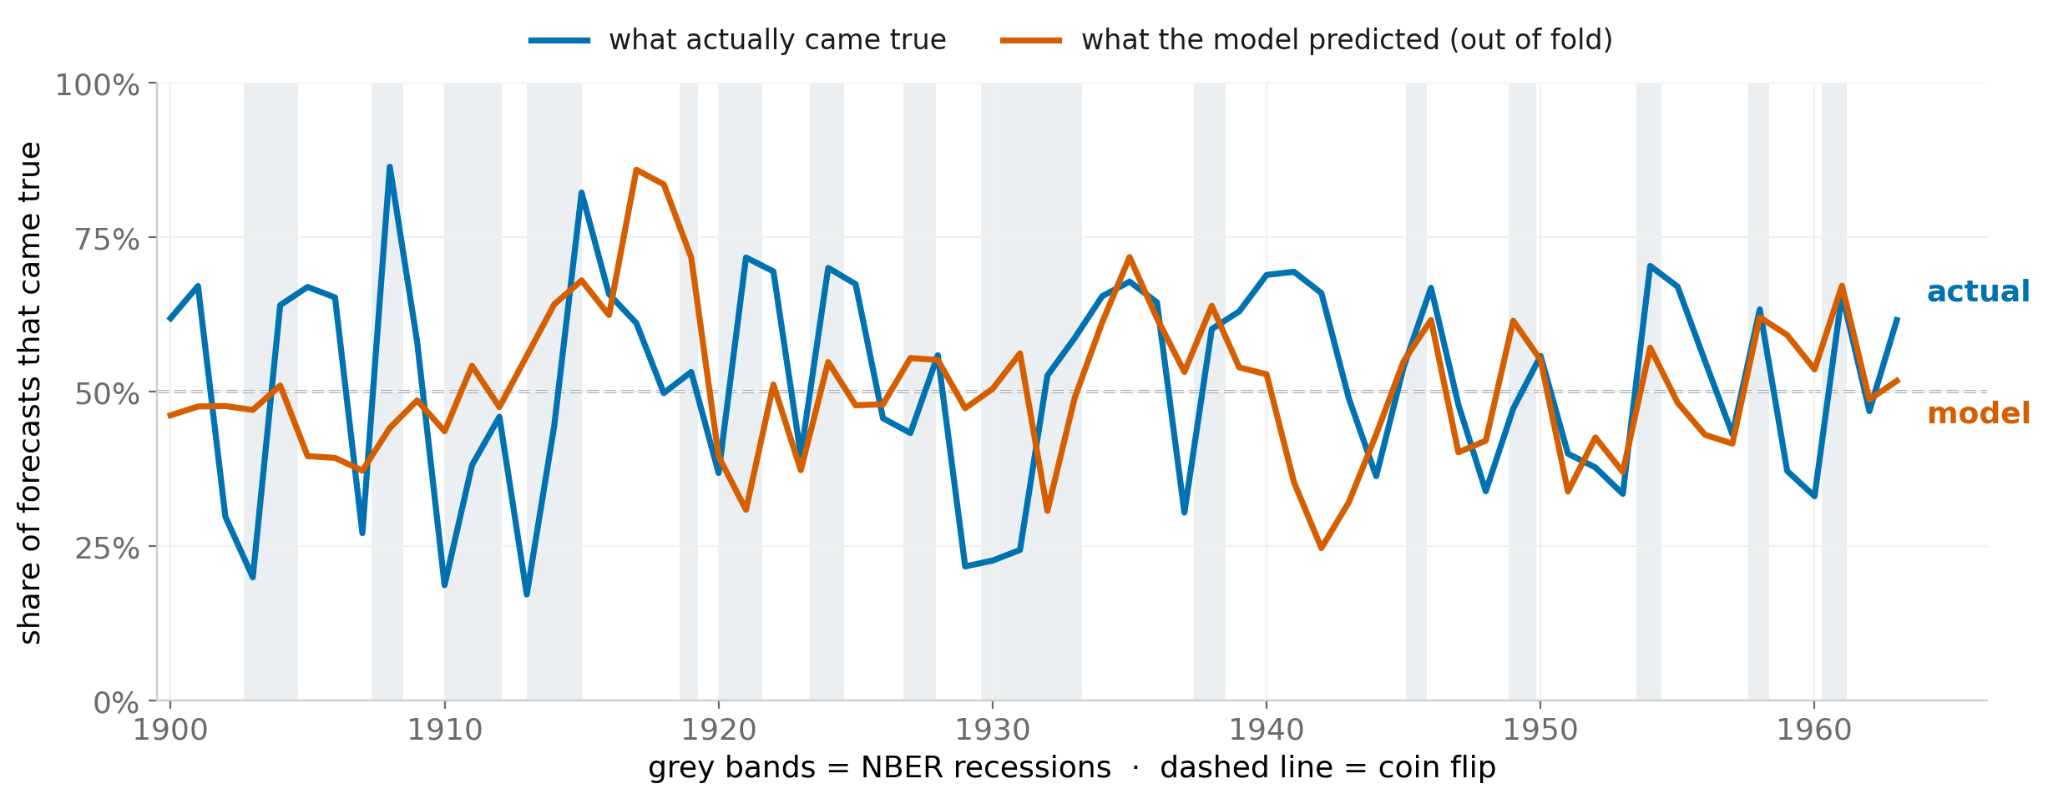 what actually came true
what the model predicted (out of fold)
share of forecasts that came true
100%
75%
50%
25%
0%
actual
model
1900
1910
1920
1930
1940
1950
1960
grey bands = NBER recessions · dashed line = coin flip